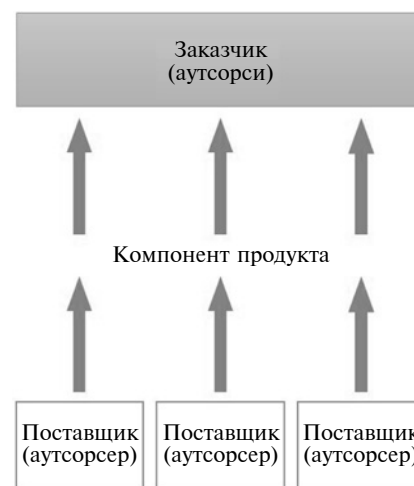 Заказчик
(аутсорси)
Компонент продукта
Поставщик
(аутсорсер)
Поставщик
(аутсорсер)
Поставщик
(аутсорсер)